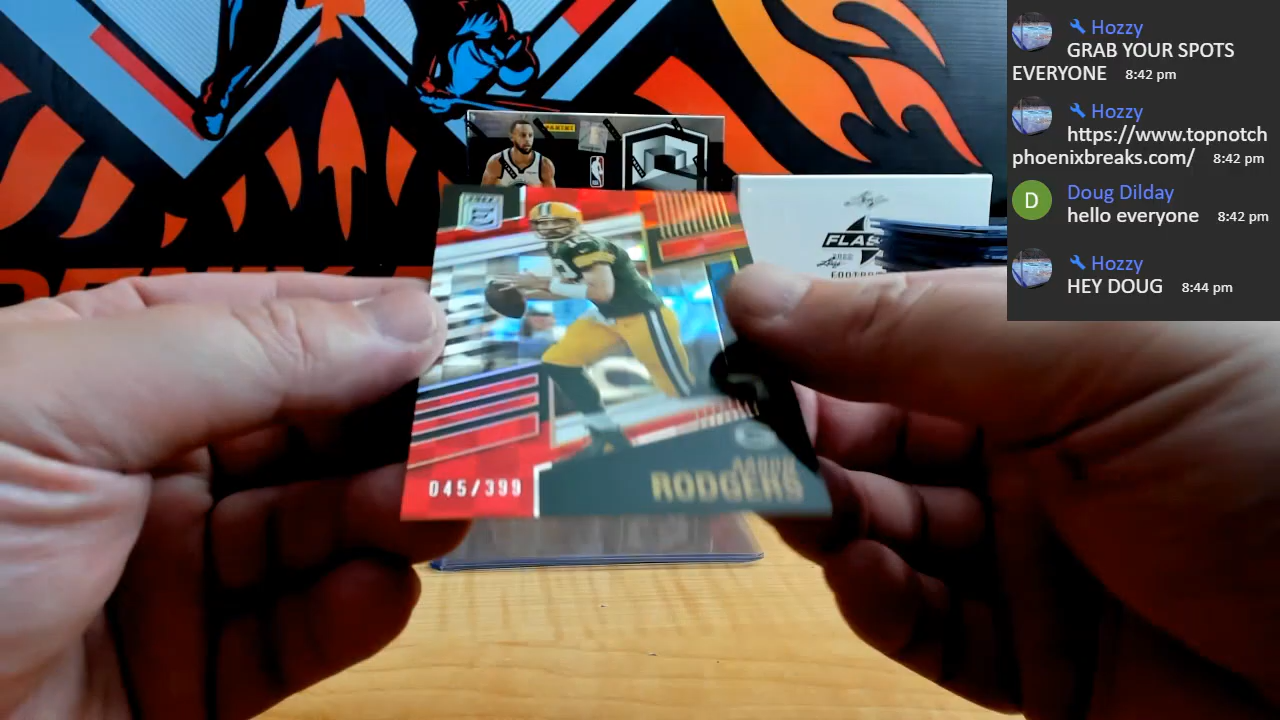 Hozzy
GRAB YOUR SPOTS
EVERYONE 8:42 pm
Hozzy
https://www.topnotch
phoenixbreaks.com/ 8:42 pm
D
Doug Dilday
hello everyone 8:42 pm
Hozzy
HEY DOUG 8:44 pm
PANINI
E
AARON
RODGERS
045/399